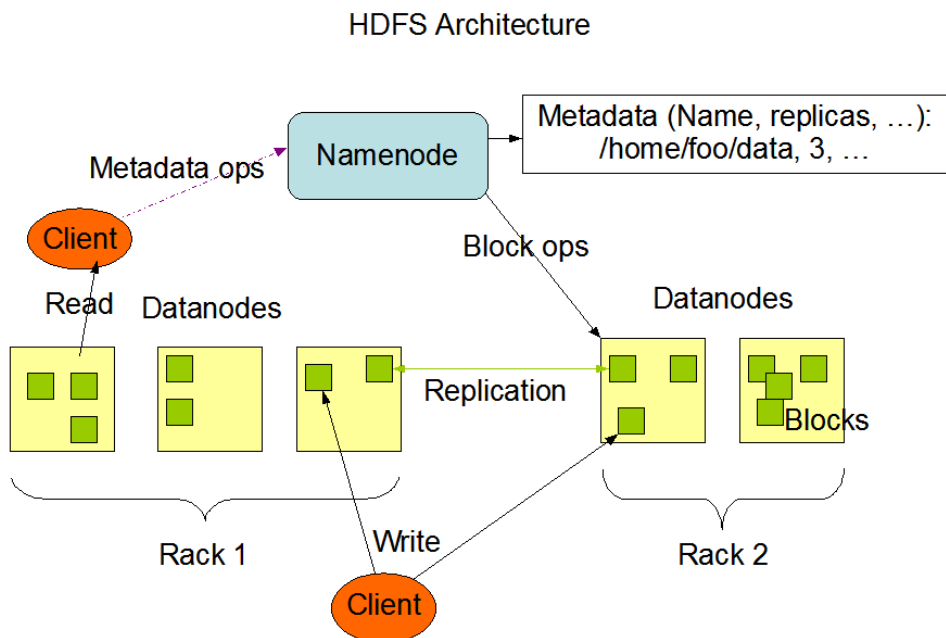 HDFS Architecture
Metadata (Name, replicas, …):
/home/foo/data, 3, …
Namenode
Metadata ops
Client
Block ops
Read
Datanodes
Datanodes
Replication
Blocks
Rack 1
Write
Rack 2
Client